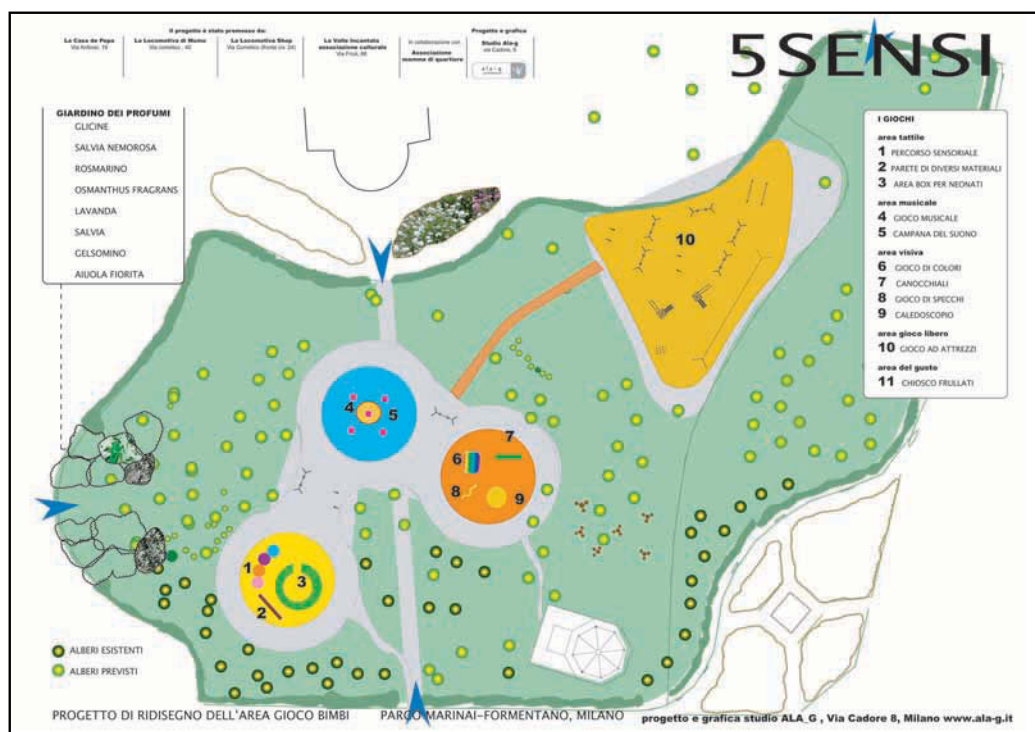 Il progetto è stato promosso da:
Progetto e grafica
La Casa de Pepa
La Locomotiva di Momo
La Locomotiva Shop
La Valle Incantata
associazione culturale
In collaborazione con
Associazione
mamme di quartiere
Studio Ala-g
via Cadore, 8
5 SENSI
GIARDINO DEI PROFUMI
GLICINE
SALVIA NEMOROSA
ROSMARINO
OSMANTHUS FRAGRANS
LAVANDA
SALVIA
GELSOMINO
AIUOLA FIORITA
I GIOCHI
area tattile
1 PERCORSO SENSORIALE
2 PARETE DI DIVERSI MATERIALI
3 AREA BOX PER NEONATI
area musicale
4 GIOCO MUSICALE
5 CAMPANA DEL SUONO
area visiva
6 GIOCO DI COLORI
7 CANOCCHIALI
8 GIOCO DI SPECCHI
9 CALEDOSCOPIO
area gioco libero
10 GIOCO AD ATTREZZI
area del gusto
11 CHIOSCO FRULLATI
10
4
5
7
6
8
9
1
3
2
ALBERI ESISTENTI
ALBERI PREVISTI
PROGETTO DI RIDISEGNO DELL'AREA GIOCO BIMBI
PARCO MARINAI-FORMENTANO, MILANO
progetto e grafica studio ALA_G , Via Cadore 8, Milano www.ala-g.it